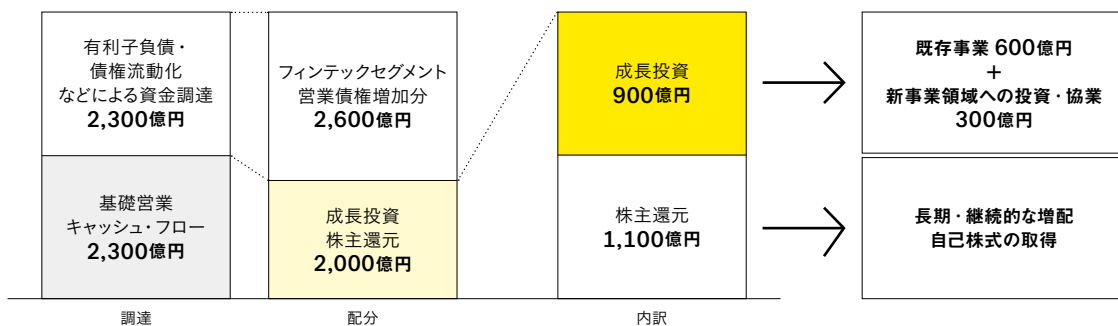 有利子負債・
債権流動化
などによる資金調達
2,300億円
基礎営業
キャッシュ・フロー
2,300億円
調達
フィンテックセグメント
営業債権増加分
2,600億円
成長投資
株主還元
2,000億円
配分
成長投資
900億円
株主還元
1,100億円
内訳
既存事業 600億円
+
新事業領域への投資・協業
300億円
長期・継続的な増配
自己株式の取得